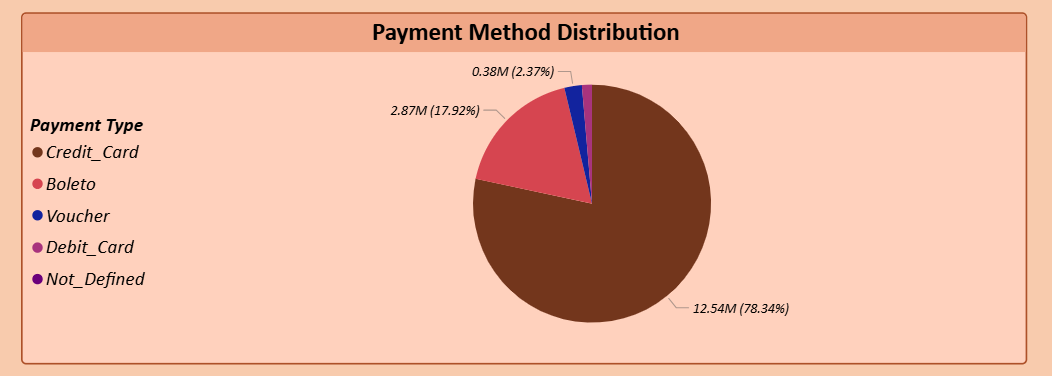 Payment Method Distribution
0.38M (2.37%)
2.87M (17.92%)
Payment Type
Credit_Card
Boleto
Voucher
Debit_Card
Not_Defined
12.54M (78.34%)